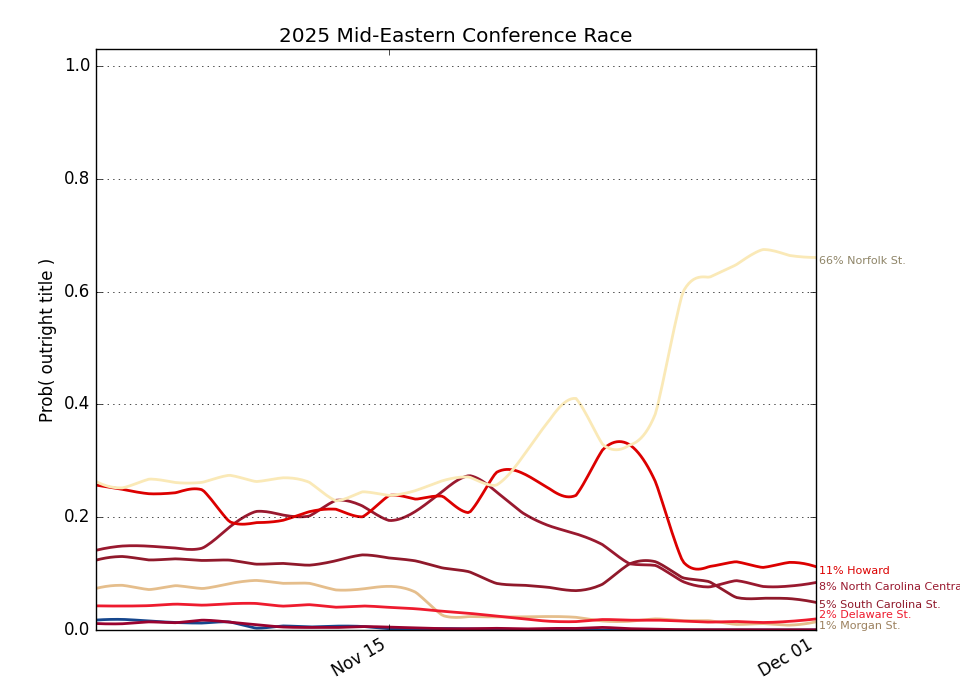 2025 Mid-Eastern Conference Race
Prob( outright title )
1.0
0.8
0.6
0.4
0.2
0.0
Nov 15
Dec 01
66% Norfolk St.
11% Howard
8% North Carolina Centra
5% South Carolina St.
2% Delaware St.
1% Morgan St.